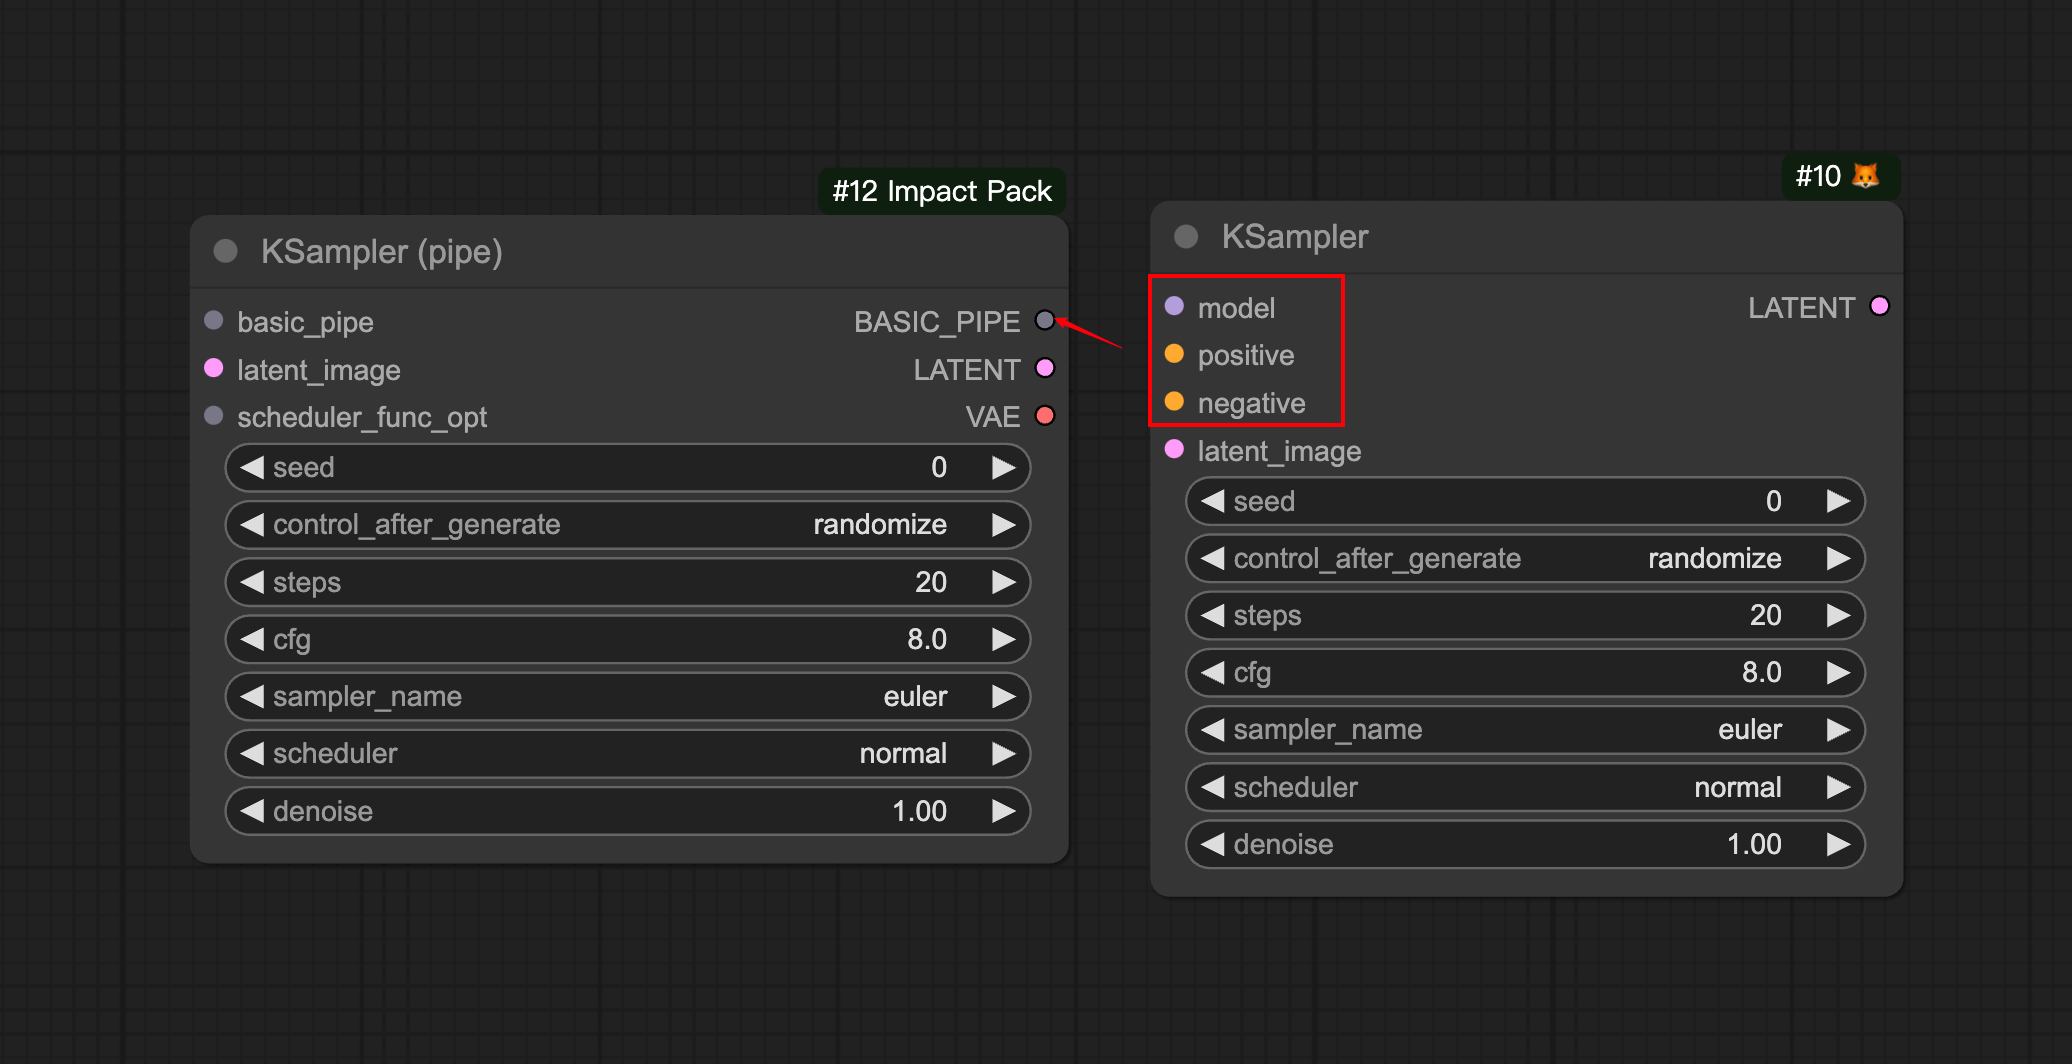 #12 Impact Pack
KSampler (pipe)
basic_pipe BASIC_PIPE
latent_image LATENT
scheduler_func_opt VAE
seed 0
control_after_generate randomize
steps 20
cfg 8.0
sampler_name euler
scheduler normal
denoise 1.00
#10 🦊
KSampler
model LATENT
positive
negative
latent_image
seed 0
control_after_generate randomize
steps 20
cfg 8.0
sampler_name euler
scheduler normal
denoise 1.00